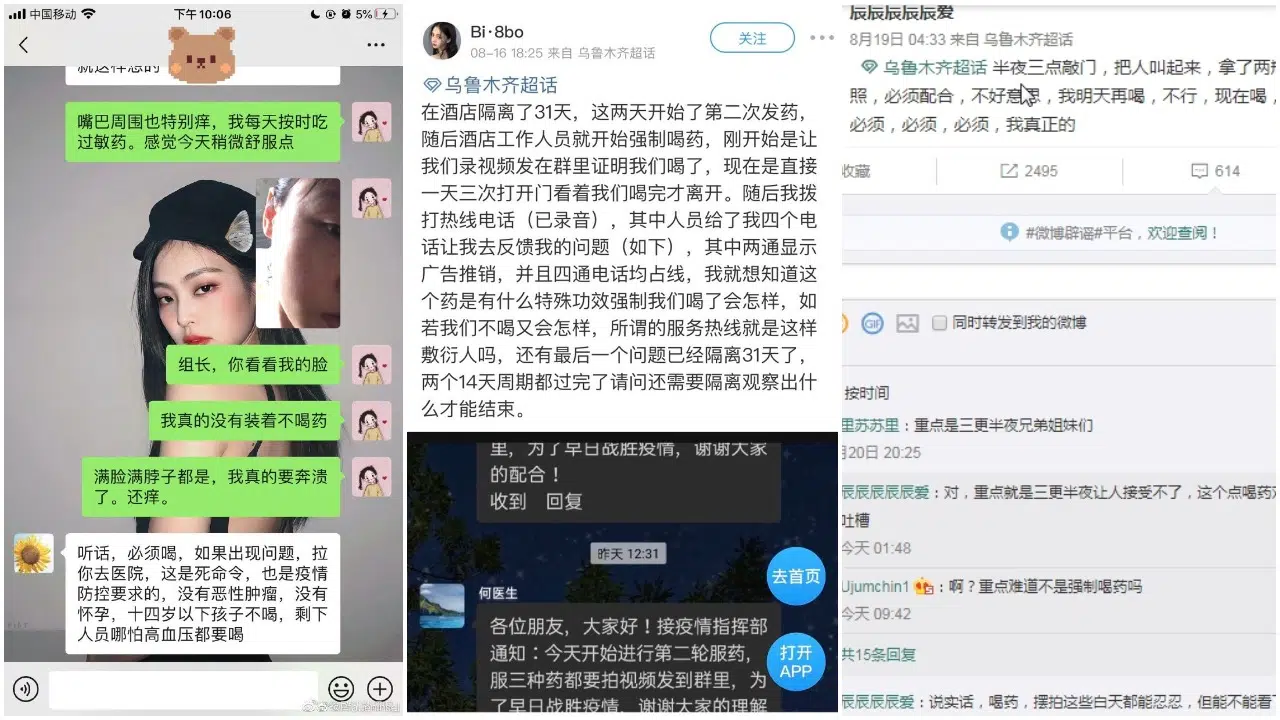 中国移动
下午10:06
5%
就这样想的
嘴巴周围也特别痒，我每天按时吃
过敏药。感觉今天稍微舒服点
组长，你看看我的脸
我真的没有装着不喝药
满脸满脖子都是，我真的要奔溃
了。还痒。
听话，必须喝，如果出现问题，拉
你去医院，这是死命令，也是疫情
防控要求的，没有恶性肿瘤，没有
怀孕，十四岁以下孩子不喝，剩下
人员哪怕高血压都要喝
Bi·8bo
08-16 18:25 来自 乌鲁木齐超话
关注
乌鲁木齐超话
在酒店隔离了31天，这两天开始了第二次发药，
随后酒店工作人员就开始强制喝药，刚开始是让
我们录视频发在群里证明我们喝了，现在是直接
一天三次打开门看着我们喝完才离开。随后我拨
打热线电话（已录音），其中人员给了我四个电
话让我去反馈我的问题（如下），其中两通显示
广告推销，并且四通电话均占线，我就想知道这
个药是有什么特殊功效强制我们喝了会怎样，如
若我们不喝又会怎样，所谓的服务热线就是这样
敷衍人吗，还有最后一个问题已经隔离31天了，
两个14天周期都过完了请问还需要隔离观察出什
么才能结束。
里，为了早日战胜疫情，谢谢大家
的配合！
收到 回复
昨天 12:31
去首页
何医生
各位朋友，大家好！接疫情指挥部
通知：今天开始进行第二轮服药，
服三种药都要拍视频发到群里，为
了早日战胜疫情，谢谢大家的理解
打开
APP
辰辰辰辰辰爱
8月19日 04:33 来自 乌鲁木齐超话
乌鲁木齐超话 半夜三点敲门，把人叫起来，拿了两
照，必须配合，不好意思，我明天再喝，不行，现在喝，
必须，必须，必须，我真正的
收藏
2495
614
#微博辟谣#平台，欢迎查阅！
GIF
同时转发到我的微博
按时间
里苏苏里：重点是三更半夜兄弟姐妹们
月20日 20:25
辰辰辰辰辰爱：对，重点就是三更半夜让人接受不了，这个点喝药
吐槽
今天 01:48
Ujumchin1：啊？重点难道不是强制喝药吗
今天 09:42
共15条回复
辰辰辰辰辰爱：说实话，喝药，摆拍这些白天都能忍忍，但能不能看